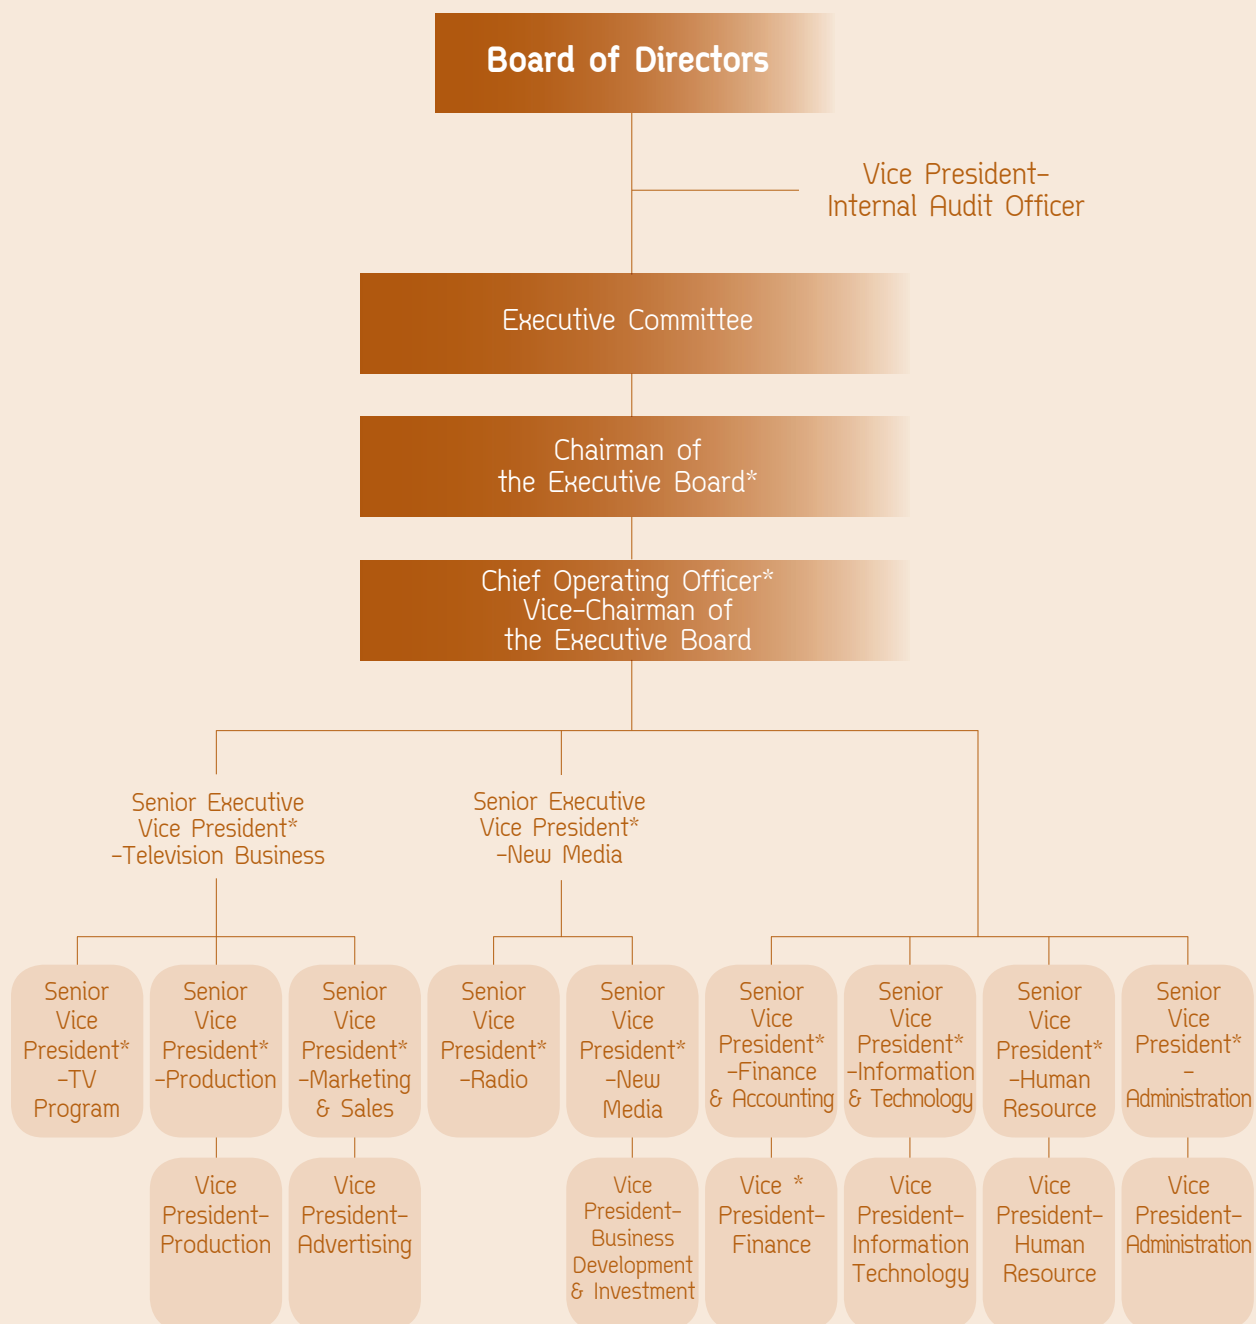 Board of Directors
Vice President-
Internal Audit Officer
Executive Committee
Chairman of
the Executive Board*
Chief Operating Officer*
Vice-Chairman of
the Executive Board
Senior Executive
Vice President*
-Television Business
Senior Executive
Vice President*
-New Media
Senior
Vice
President*
-TV
Program
Senior
Vice
President*
-Production
Senior
Vice
President*
-Marketing
& Sales
Senior
Vice
President*
-Radio
Senior
Vice
President*
-New
Media
Senior
Vice
President*
-Finance
& Accounting
Senior
Vice
President*
-Information
& Technology
Senior
Vice
President*
-Human
Resource
Senior
Vice
President*
-
Administration
Vice
President-
Production
Vice
President-
Advertising
Vice
President-
Business
Development
& Investment
Vice *
President-
Finance
Vice
President-
Information
Technology
Vice
President-
Human
Resource
Vice
President-
Administration